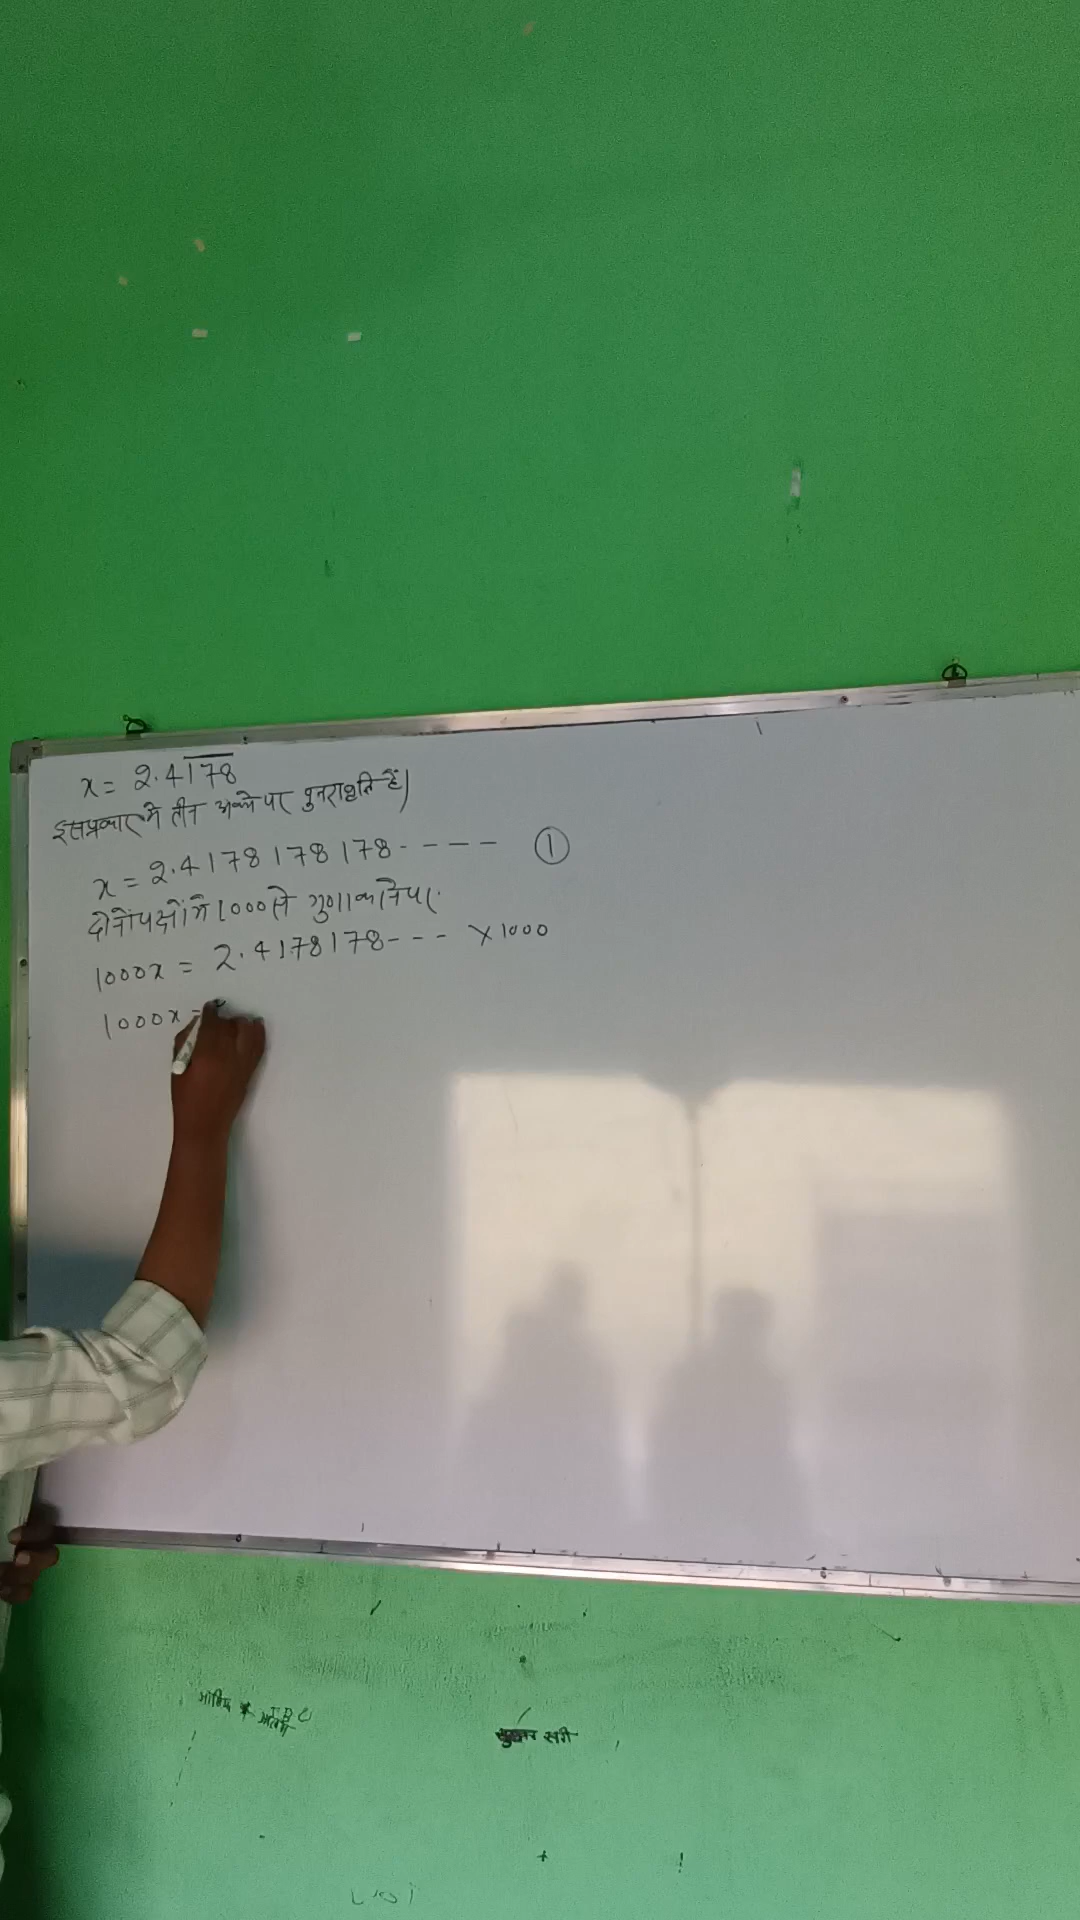 x = 2.4178
इसप्रकार मे तीन अंको पर पुनरावृति हैं।
x = 2.4178178178----- ①
दोनों पक्षों मे 1000 से गुणा करने पर
1000x = 2.4178178--- ×1000
1000x =